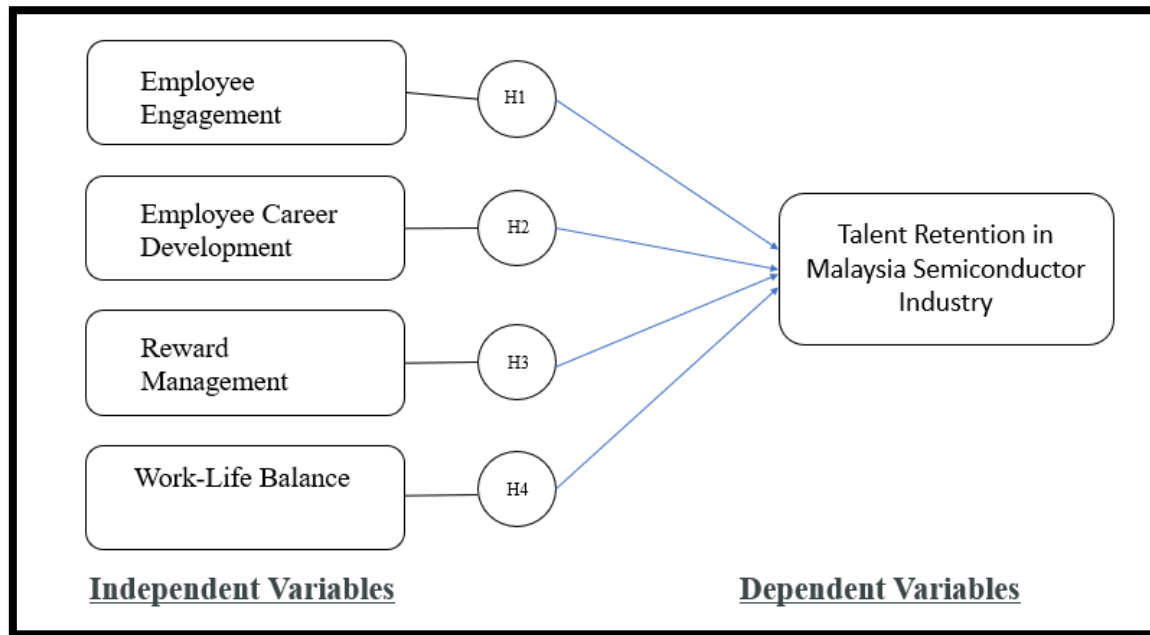 Employee
Engagement
H1
Employee Career
Development
H2
Reward
Management
H3
Work-Life Balance
H4
Talent Retention in
Malaysia Semiconductor
Industry
Independent Variables
Dependent Variables